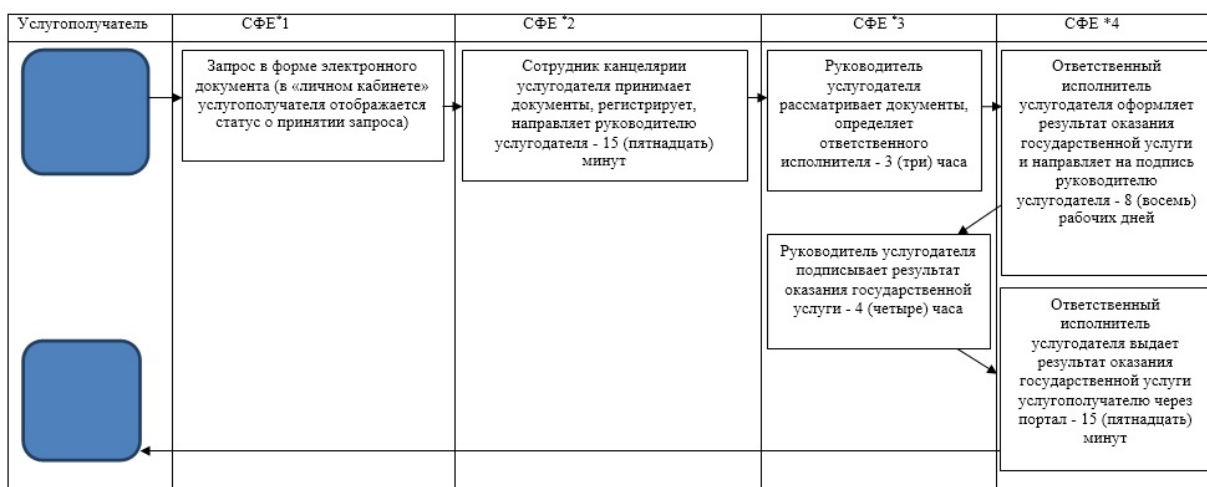 Услугополучатель
СФЕ*1
СФЕ *2
СФЕ *3
СФЕ *4
Запрос в форме электронного
документа (в «личном кабинете»
услугополучателя отображается
статус о принятии запроса)
Сотрудник канцелярии
услугодателя принимает
документы, регистрирует,
направляет руководителю
услугодателя - 15 (пятнадцать)
минут
Руководитель
услугодателя
рассматривает документы,
определяет
ответственного
исполнителя - 3 (три) часа
Ответственный
исполнитель
услугодателя оформляет
результат оказания
государственной услуги
и направляет на подпись
руководителю
услугодателя - 8 (восемь)
рабочих дней
Руководитель услугодателя
подписывает результат
оказания государственной
услуги - 4 (четыре) часа
Ответственный
исполнитель
услугодателя выдает
результат оказания
государственной услуги
услугополучателю через
портал - 15 (пятнадцать)
минут